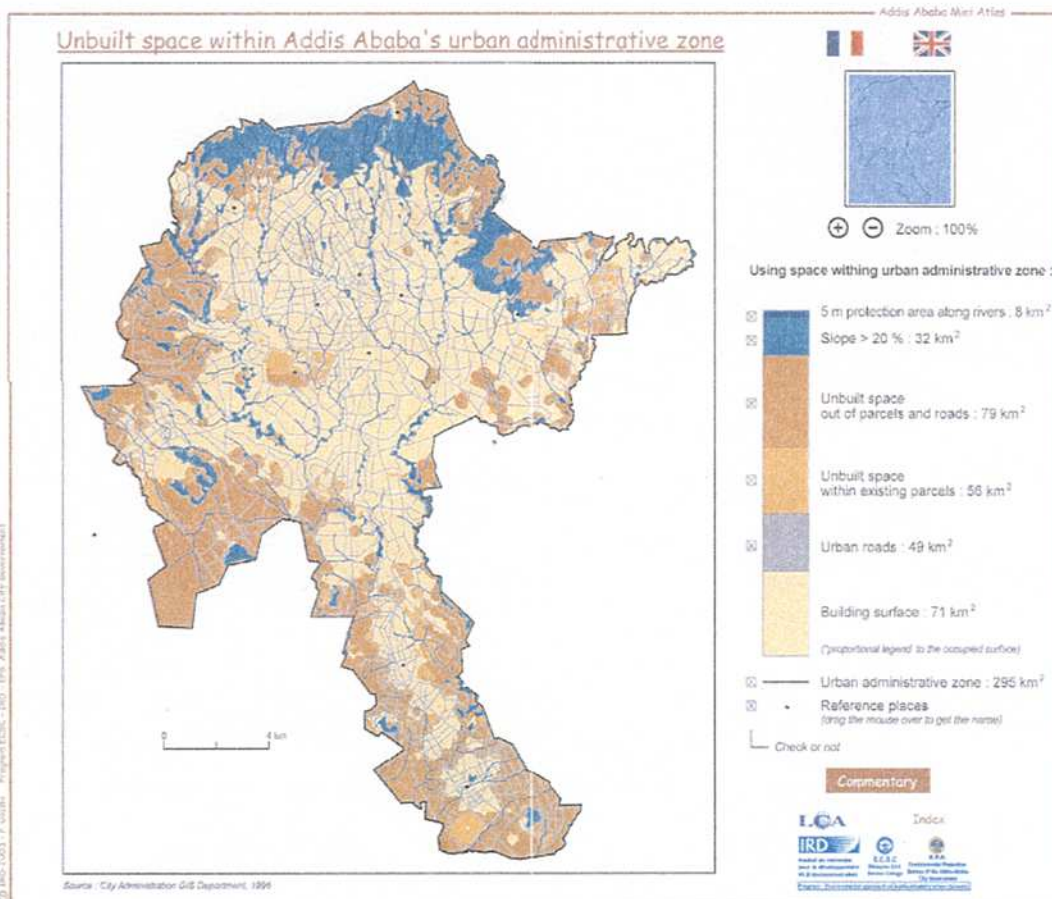 Addis Ababa Mini Atlas
Unbuilt space within Addis Ababa's urban administrative zone
Zoom : 100%
Using space withing urban administrative zone :
5 m protection area along rivers : 8 km²
Slope > 20 % : 32 km²
Unbuilt space
out of parcels and roads : 79 km²
Unbuilt space
within existing parcels : 56 km²
Urban roads : 49 km²
Building surface : 71 km²
(*proportional legend to the occupied surface)
Urban administrative zone : 295 km²
Reference places
(drag the mouse over to get the name)
Check or not
0 4 km
Commentary
LCA
Index
IRD
E.C.S.C.
Source : City Administration GIS Department, 1996